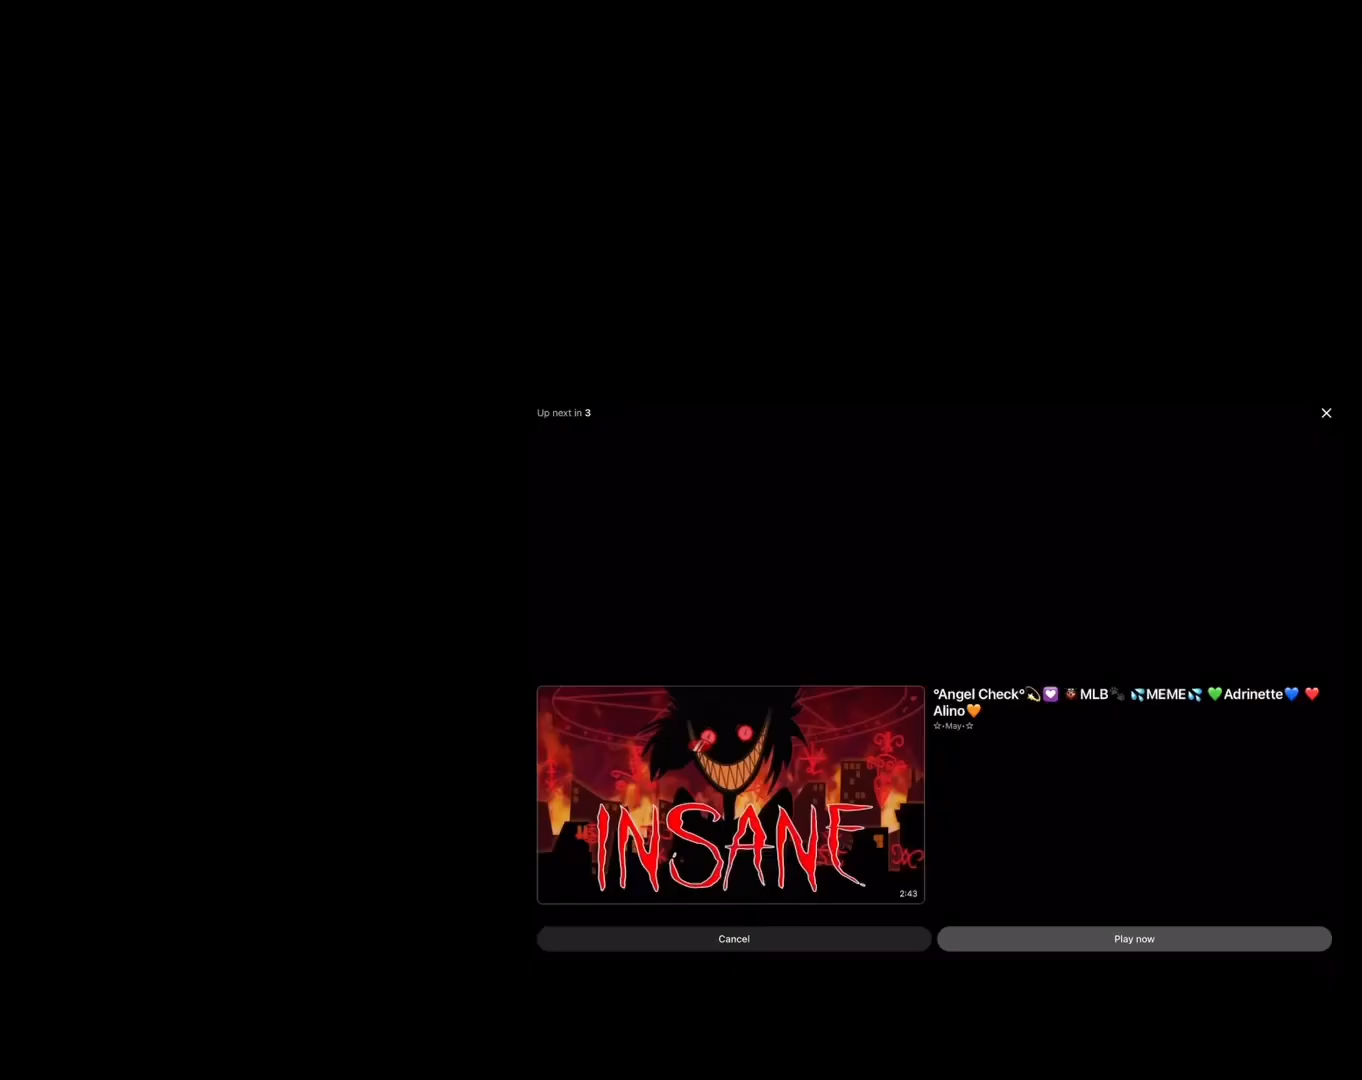 Up next in 3
°Angel Check°💫💟 🐞MLB🐾 💦MEME💦 💚Adrinette💙 ❤️
Alino🧡
☆•May•☆
INSANE
2:43
Cancel
Play now